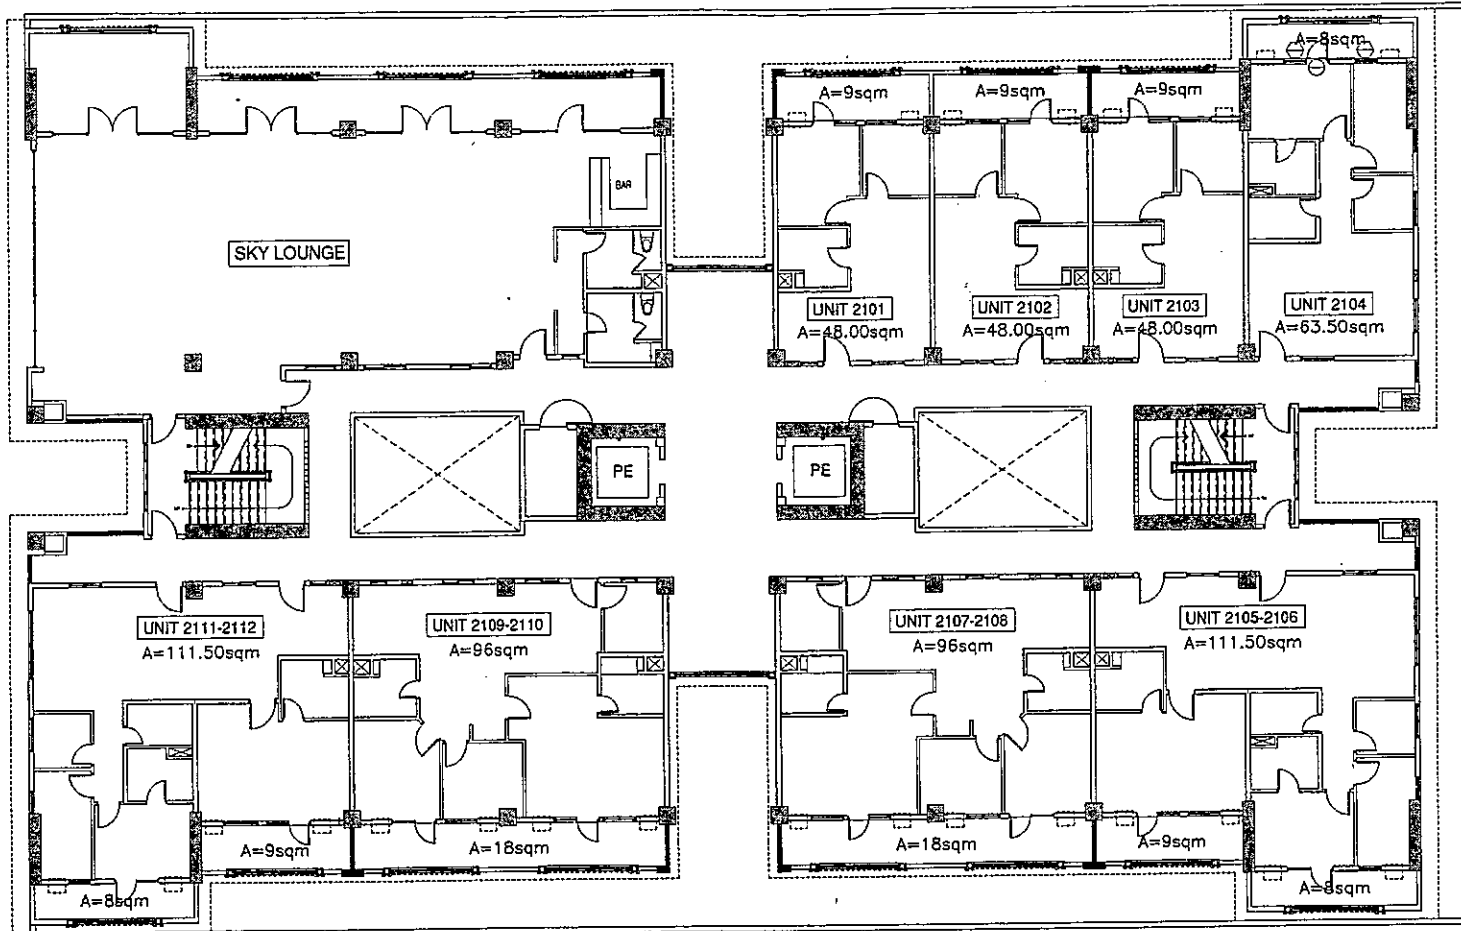 A=8sqm
A=9sqm
A=9sqm
A=9sqm
BAR
SKY LOUNGE
UNIT 2101
A=48.00sqm
UNIT 2102
A=48.00sqm
UNIT 2103
A=48.00sqm
UNIT 2104
A=63.50sqm
PE
PE
UNIT 2111-2112
A=111.50sqm
UNIT 2109-2110
A=96sqm
UNIT 2107-2108
A=96sqm
UNIT 2105-2106
A=111.50sqm
A=9sqm
A=18sqm
A=18sqm
A=9sqm
A=8sqm
A=8sqm